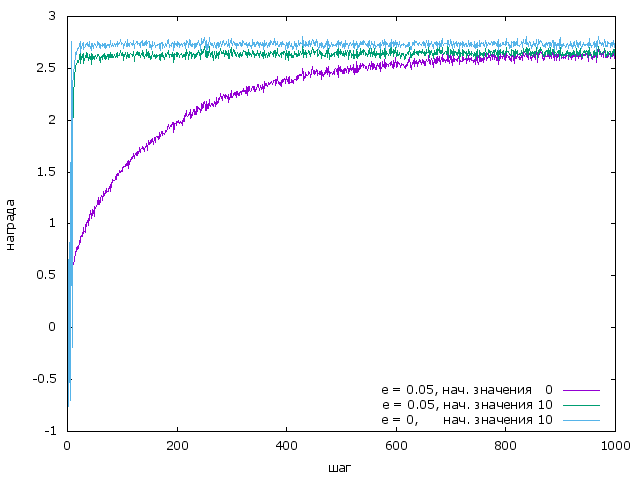 3
2.5
2
1.5
1
0.5
0
-0.5
-1
награда
e = 0.05, нач. значения 0
e = 0.05, нач. значения 10
e = 0, нач. значения 10
0 200 400 600 800 1000
шаг